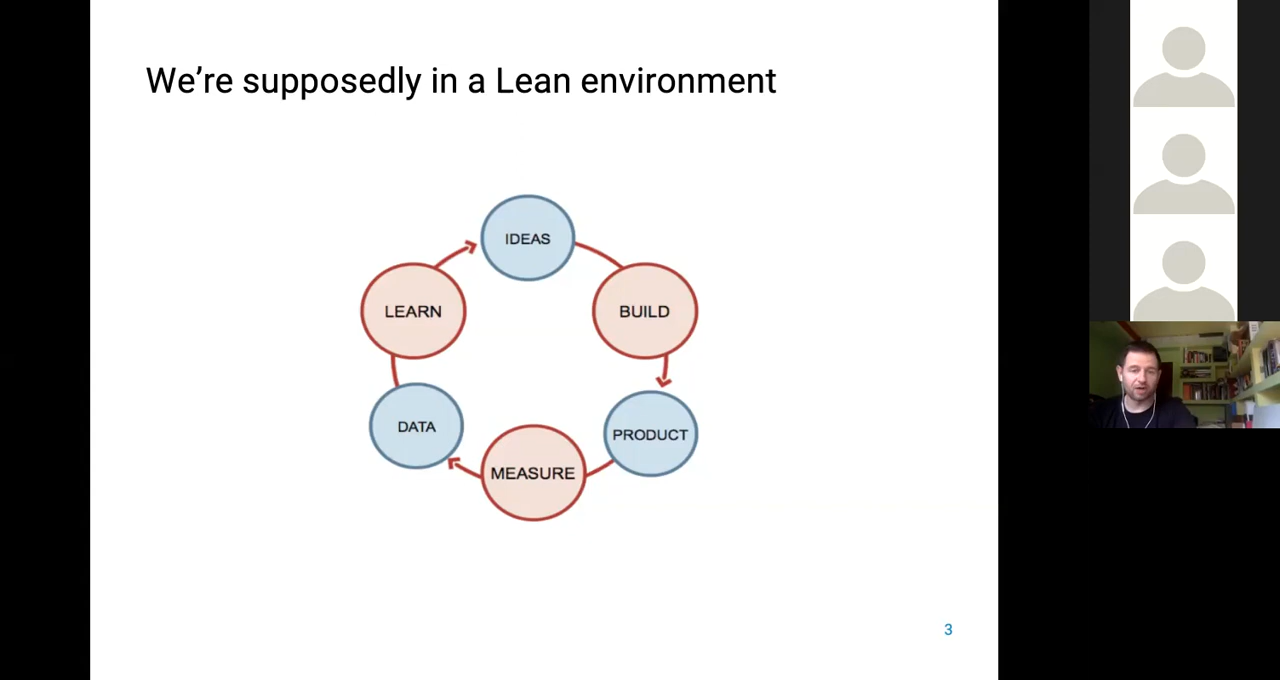 We're supposedly in a Lean environment
IDEAS
BUILD
PRODUCT
MEASURE
DATA
LEARN
3